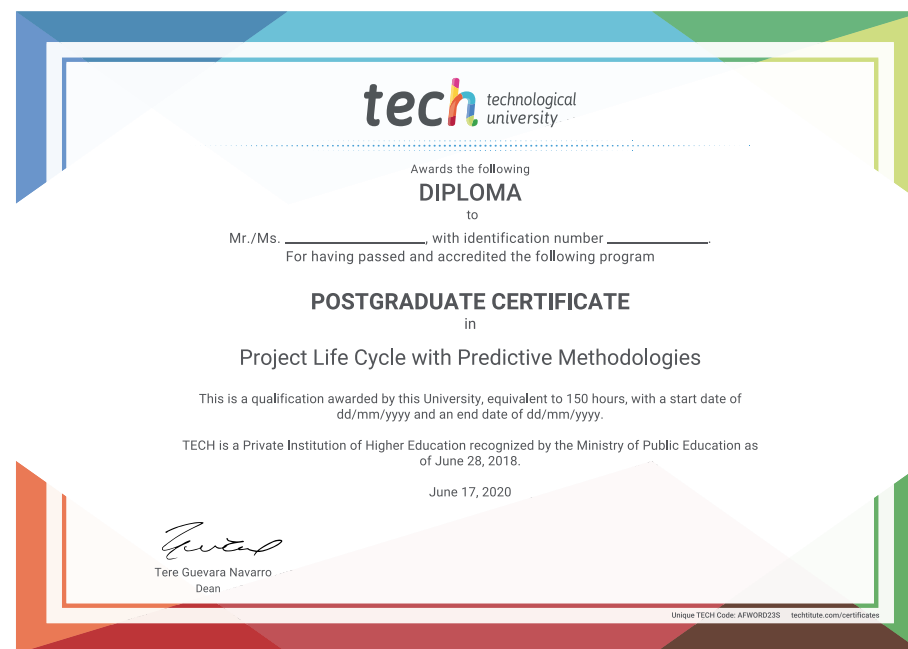 tech technological
university
Awards the following
DIPLOMA
to
Mr./Ms. ____________________, with identification number ______________.
For having passed and accredited the following program
POSTGRADUATE CERTIFICATE
in
Project Life Cycle with Predictive Methodologies
This is a qualification awarded by this University, equivalent to 150 hours, with a start date of
dd/mm/yyyy and an end date of dd/mm/yyyy.
TECH is a Private Institution of Higher Education recognized by the Ministry of Public Education as
of June 28, 2018.
June 17, 2020
Tere Guevara Navarro
Dean
Unique TECH Code: AFWORD23S techtitute.com/certificates